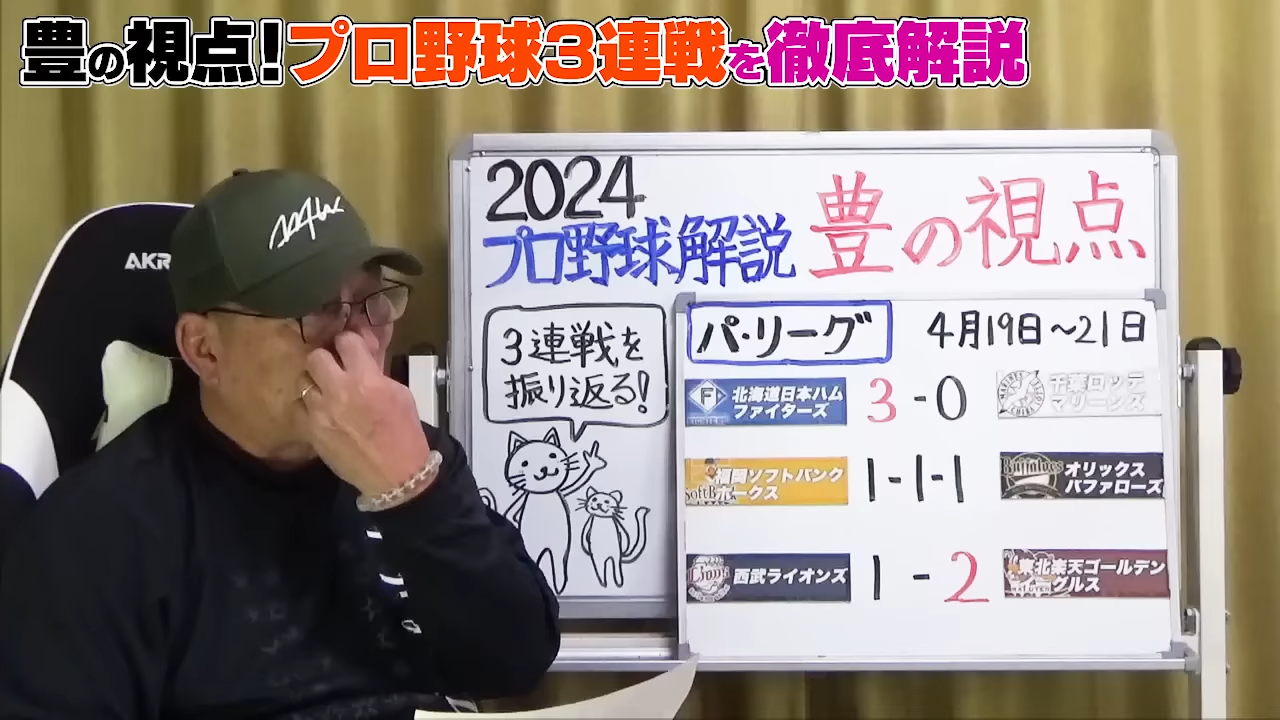 豊の視点!プロ野球3連戦を徹底解説
2024
プロ野球解説 豊の視点
3連戦を
振り返る!
パ・リーグ 4月19日~21日
北海道日本ハム
ファイターズ
3-0
千葉ロッテ
マリーンズ
福岡ソフトバンク
ホークス
1-1-1
オリックス
バファローズ
西武ライオンズ
1-2
東北楽天ゴールデン
イーグルス
AKR
Buffaloes
Lions